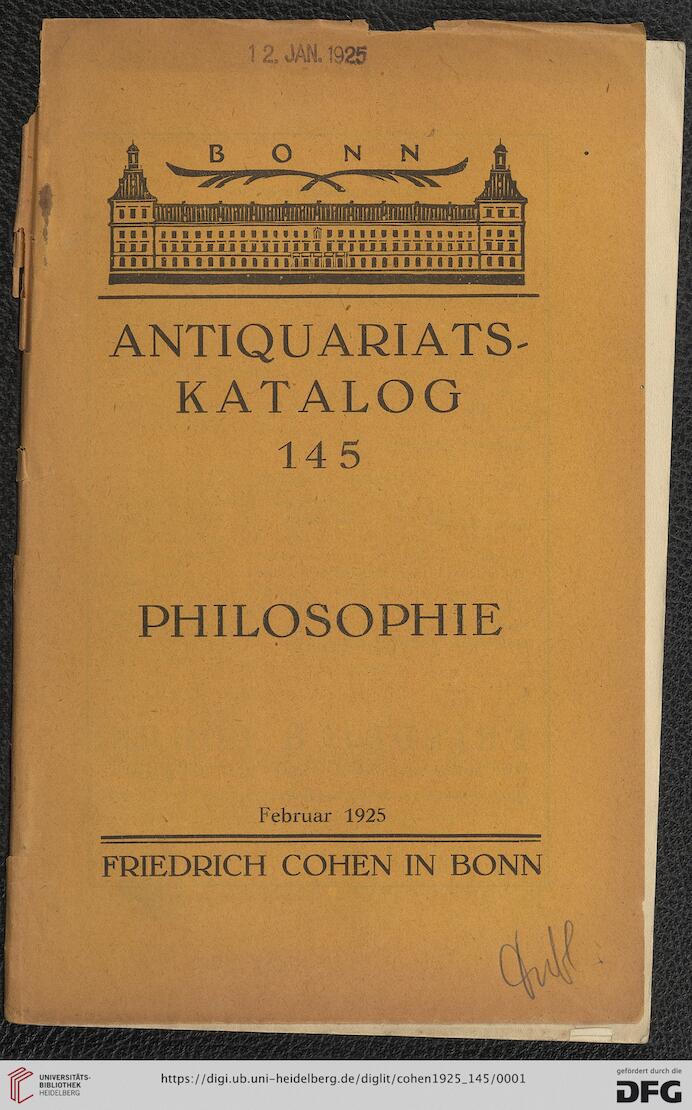 12. JAN. 1925
BONN
ANTIQUARIATS-
KATALOG
145
PHILOSOPHIE
Februar 1925
FRIEDRICH COHEN IN BONN
UNIVERSITÄTS-
BIBLIOTHEK
HEIDELBERG
https://digi.ub.uni-heidelberg.de/diglit/cohen1925_145/0001
gefördert durch die
DFG